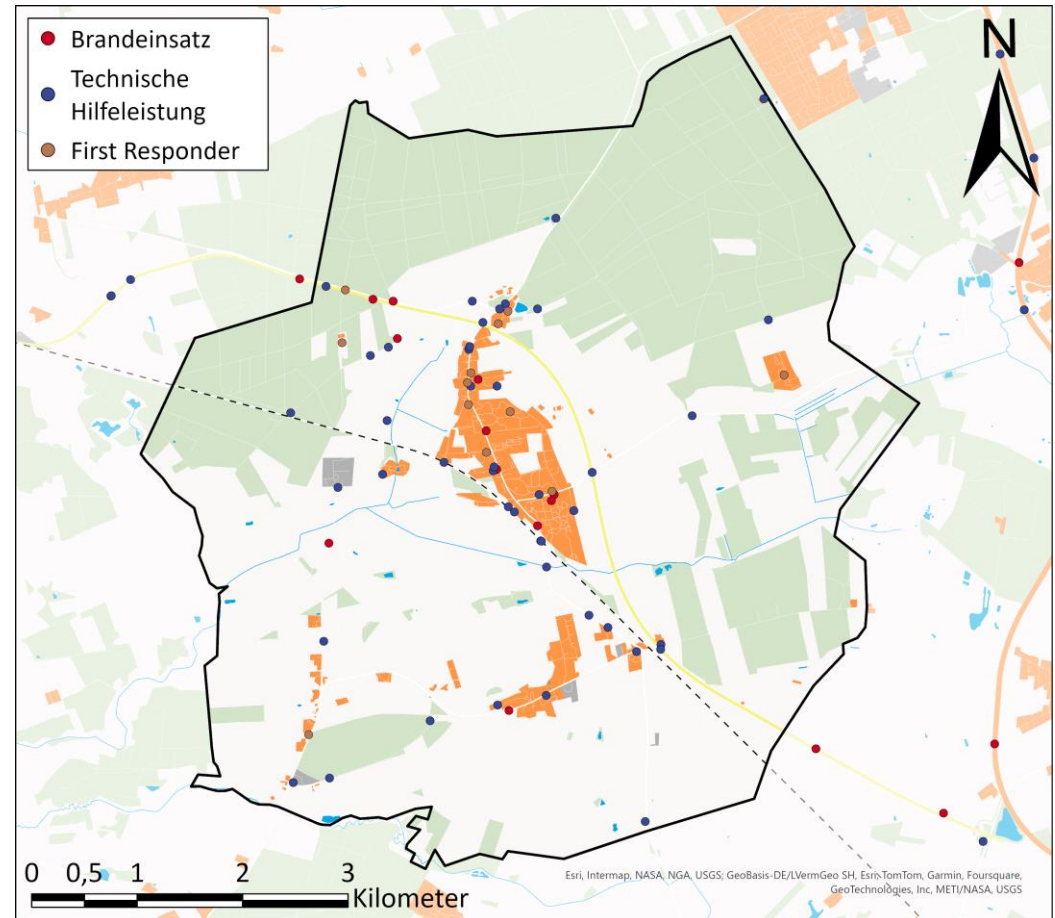 Brandeinsatz
Technische
Hilfeleistung
First Responder
N
0 0,5 1 2 3
Kilometer
Esri, Intermap, NASA, NGA, USGS; GeoBasis-DE/LVermGeo SH, Esri, TomTom, Garmin, Foursquare,
GeoTechnologies, Inc, METI/NASA, USGS